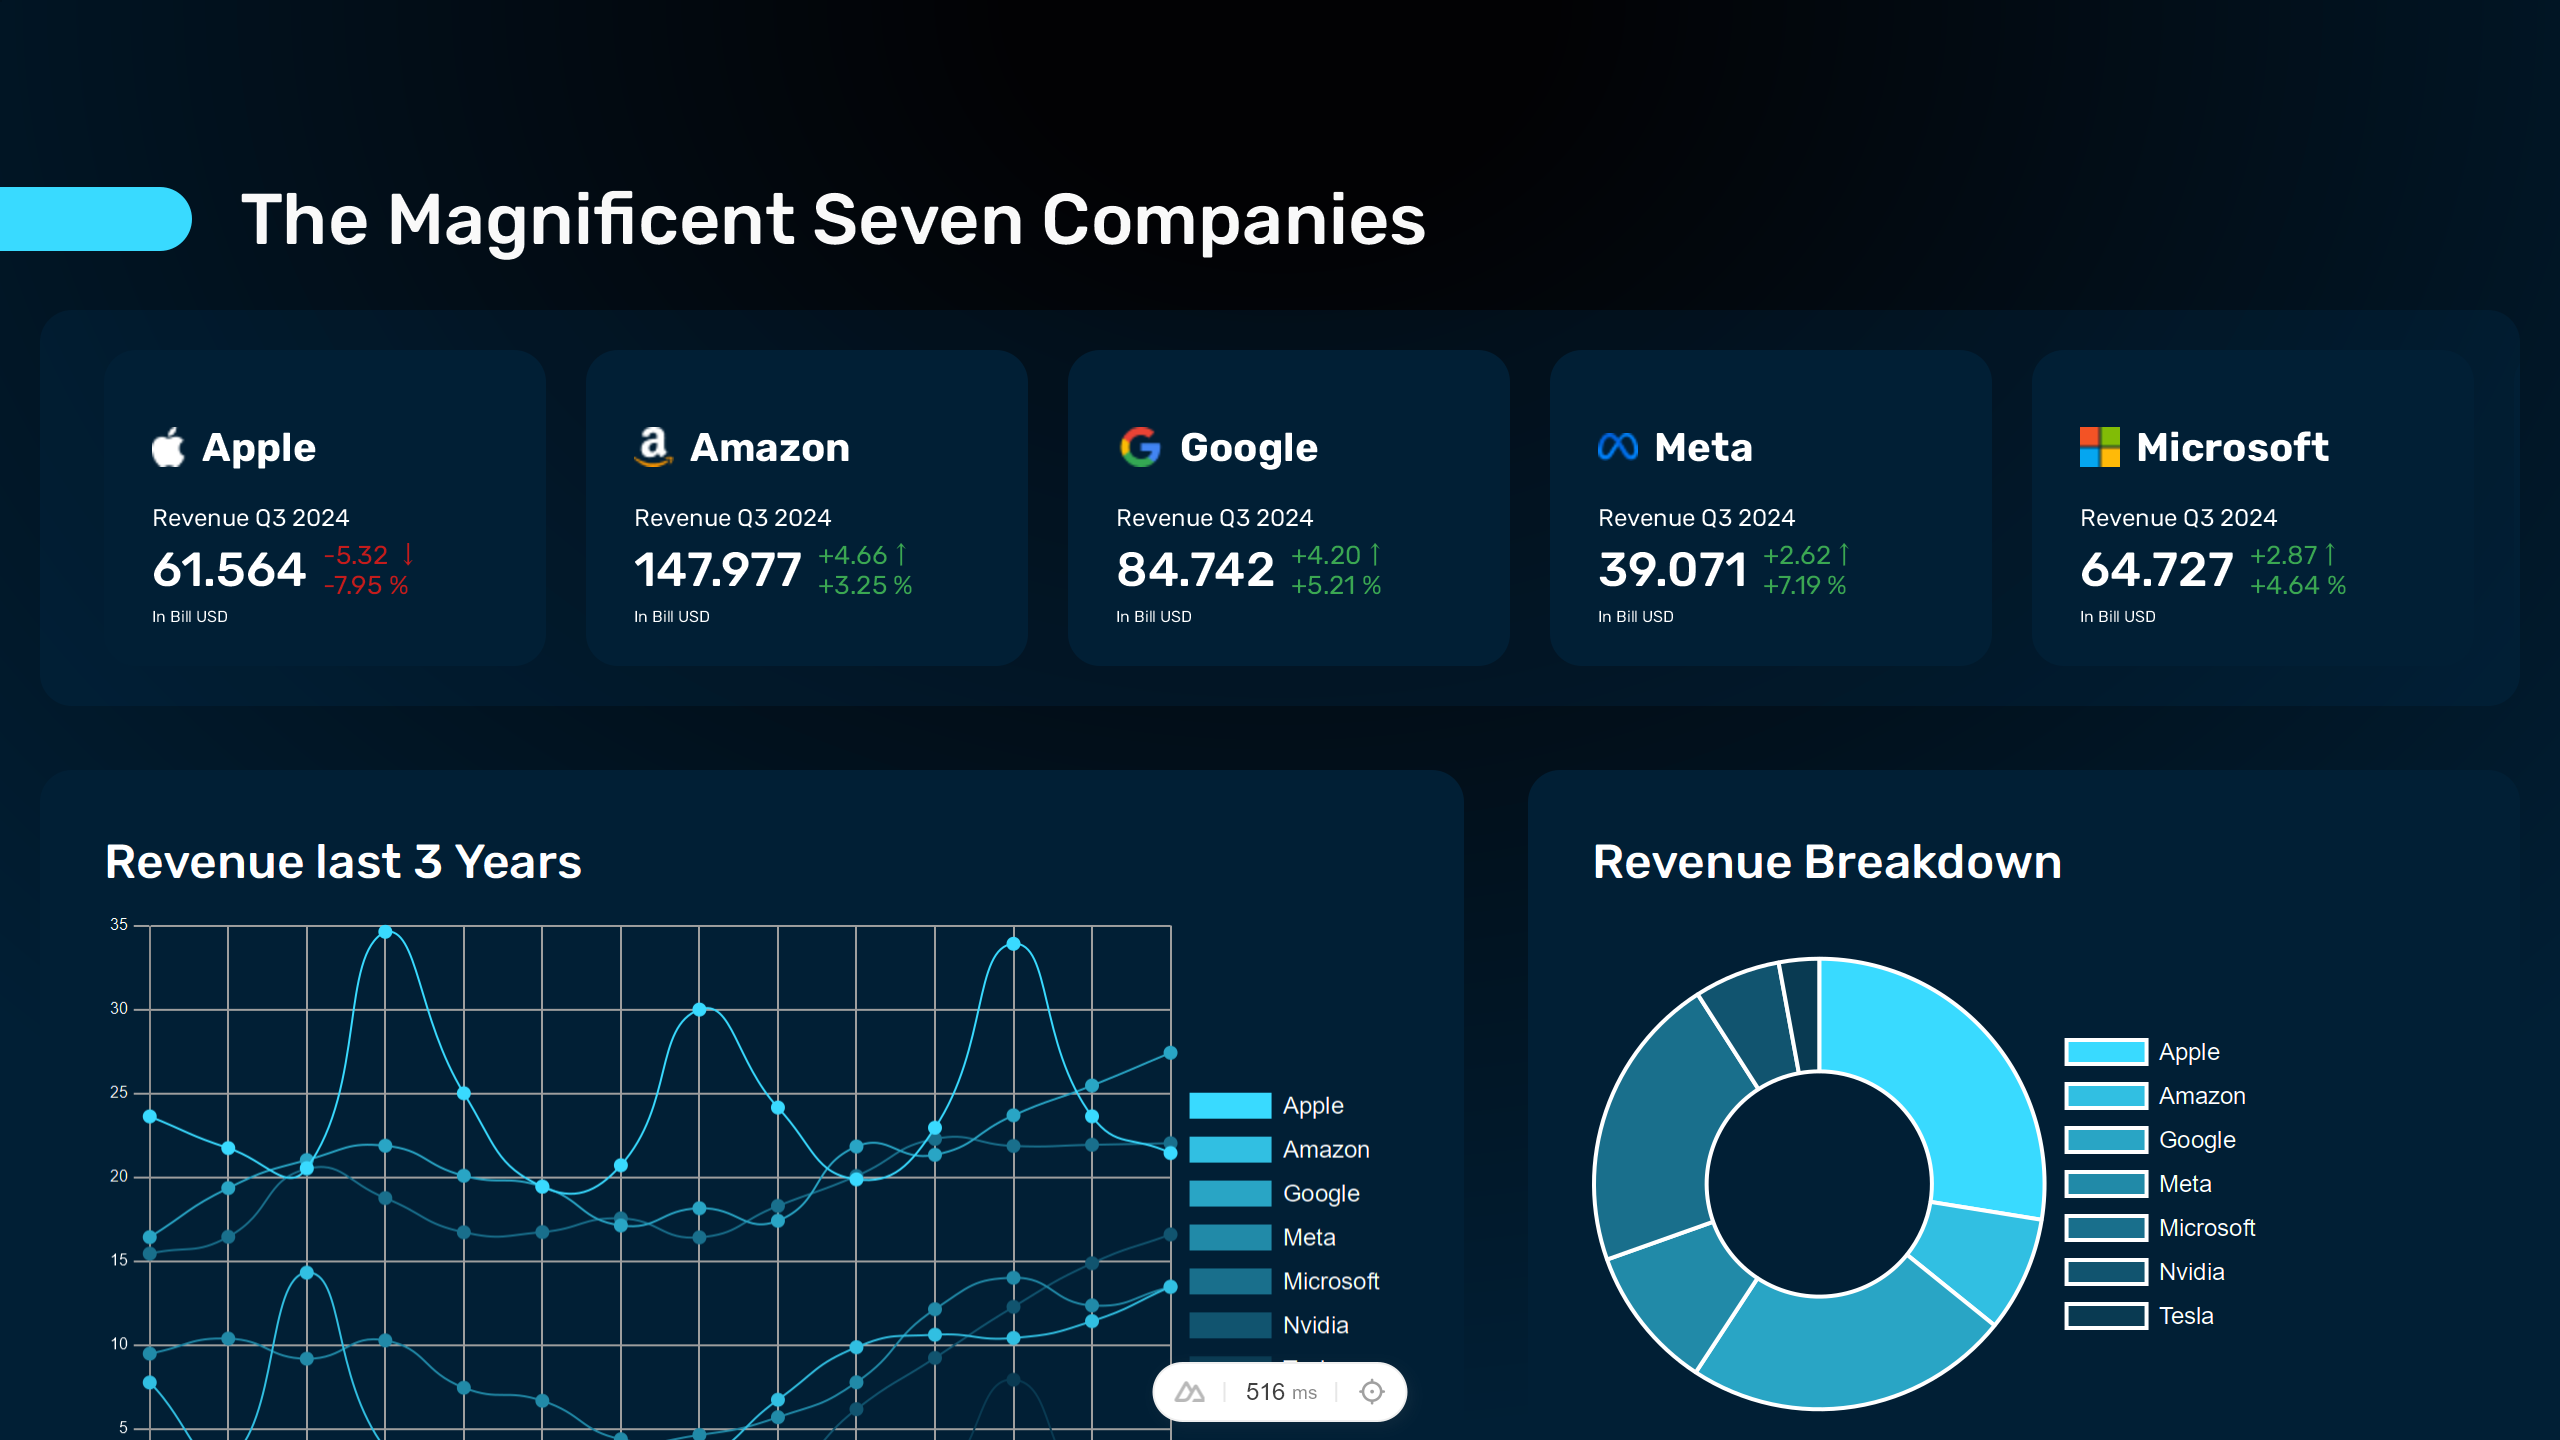 The Magnificent Seven Companies
Apple
Revenue Q3 2024
61.564
-5.32 ↓
-7.95 %
In Bill USD
Amazon
Revenue Q3 2024
147.977
+4.66 ↑
+3.25 %
In Bill USD
Google
Revenue Q3 2024
84.742
+4.20 ↑
+5.21 %
In Bill USD
Meta
Revenue Q3 2024
39.071
+2.62 ↑
+7.19 %
In Bill USD
Microsoft
Revenue Q3 2024
64.727
+2.87 ↑
+4.64 %
In Bill USD
Revenue last 3 Years
35
30
25
20
15
10
5
Apple
Amazon
Google
Meta
Microsoft
Nvidia
516 ms
Revenue Breakdown
Apple
Amazon
Google
Meta
Microsoft
Nvidia
Tesla